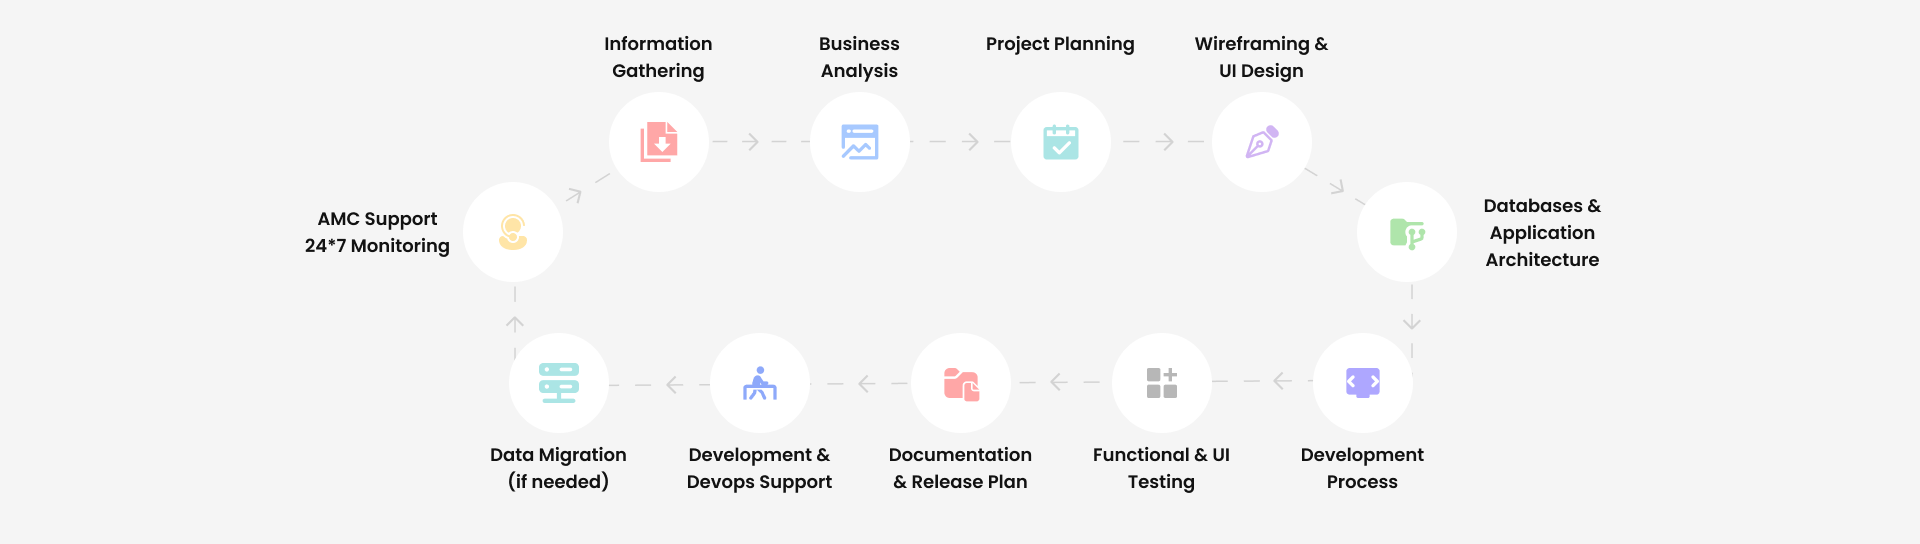 Information
Gathering
Business
Analysis
Project Planning
Wireframing &
UI Design
Databases &
Application
Architecture
Development
Process
Functional & UI
Testing
Documentation
& Release Plan
Development &
Devops Support
Data Migration
(if needed)
AMC Support
24*7 Monitoring